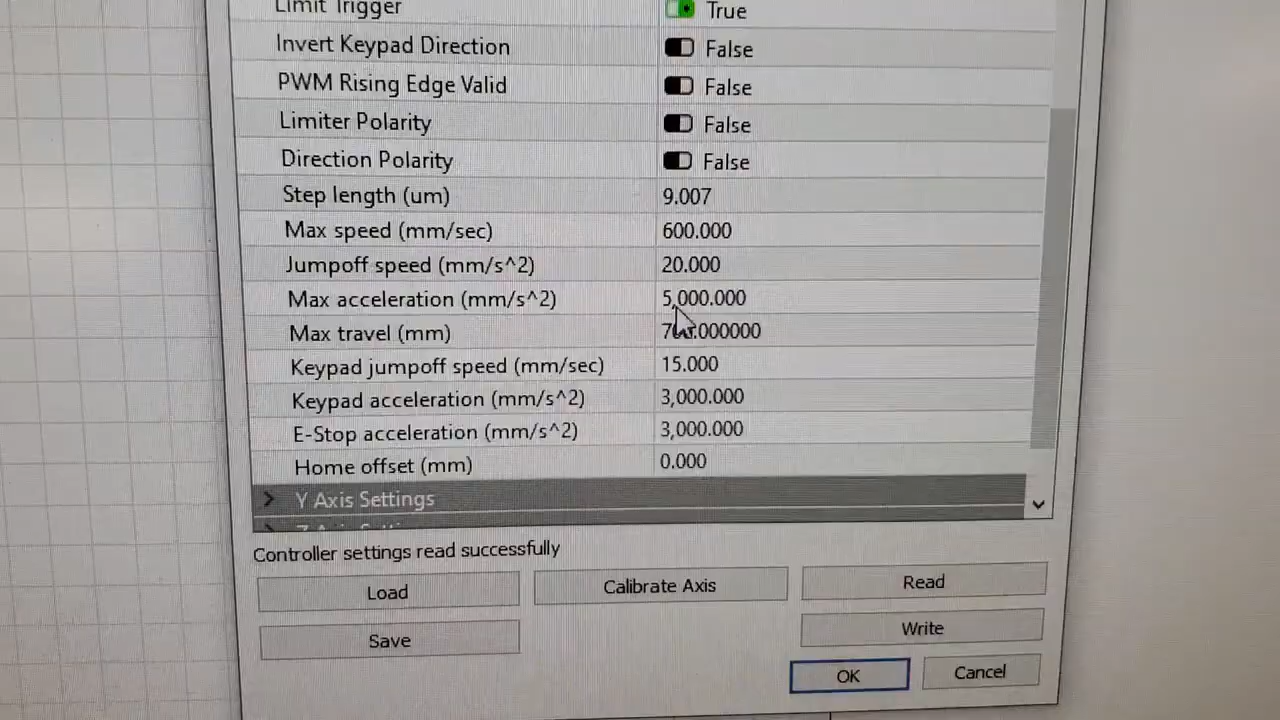 Limit Trigger True
Invert Keypad Direction False
PWM Rising Edge Valid False
Limiter Polarity False
Direction Polarity False
Step length (um) 9.007
Max speed (mm/sec) 600.000
Jumpoff speed (mm/s^2) 20.000
Max acceleration (mm/s^2) 5,000.000
Max travel (mm)
Keypad jumpoff speed (mm/sec) 15.000
Keypad acceleration (mm/s^2) 3,000.000
E-Stop acceleration (mm/s^2) 3,000.000
Home offset (mm) 0.000
Y Axis Settings
Controller settings read successfully
Load Calibrate Axis Read
Save Write
OK Cancel